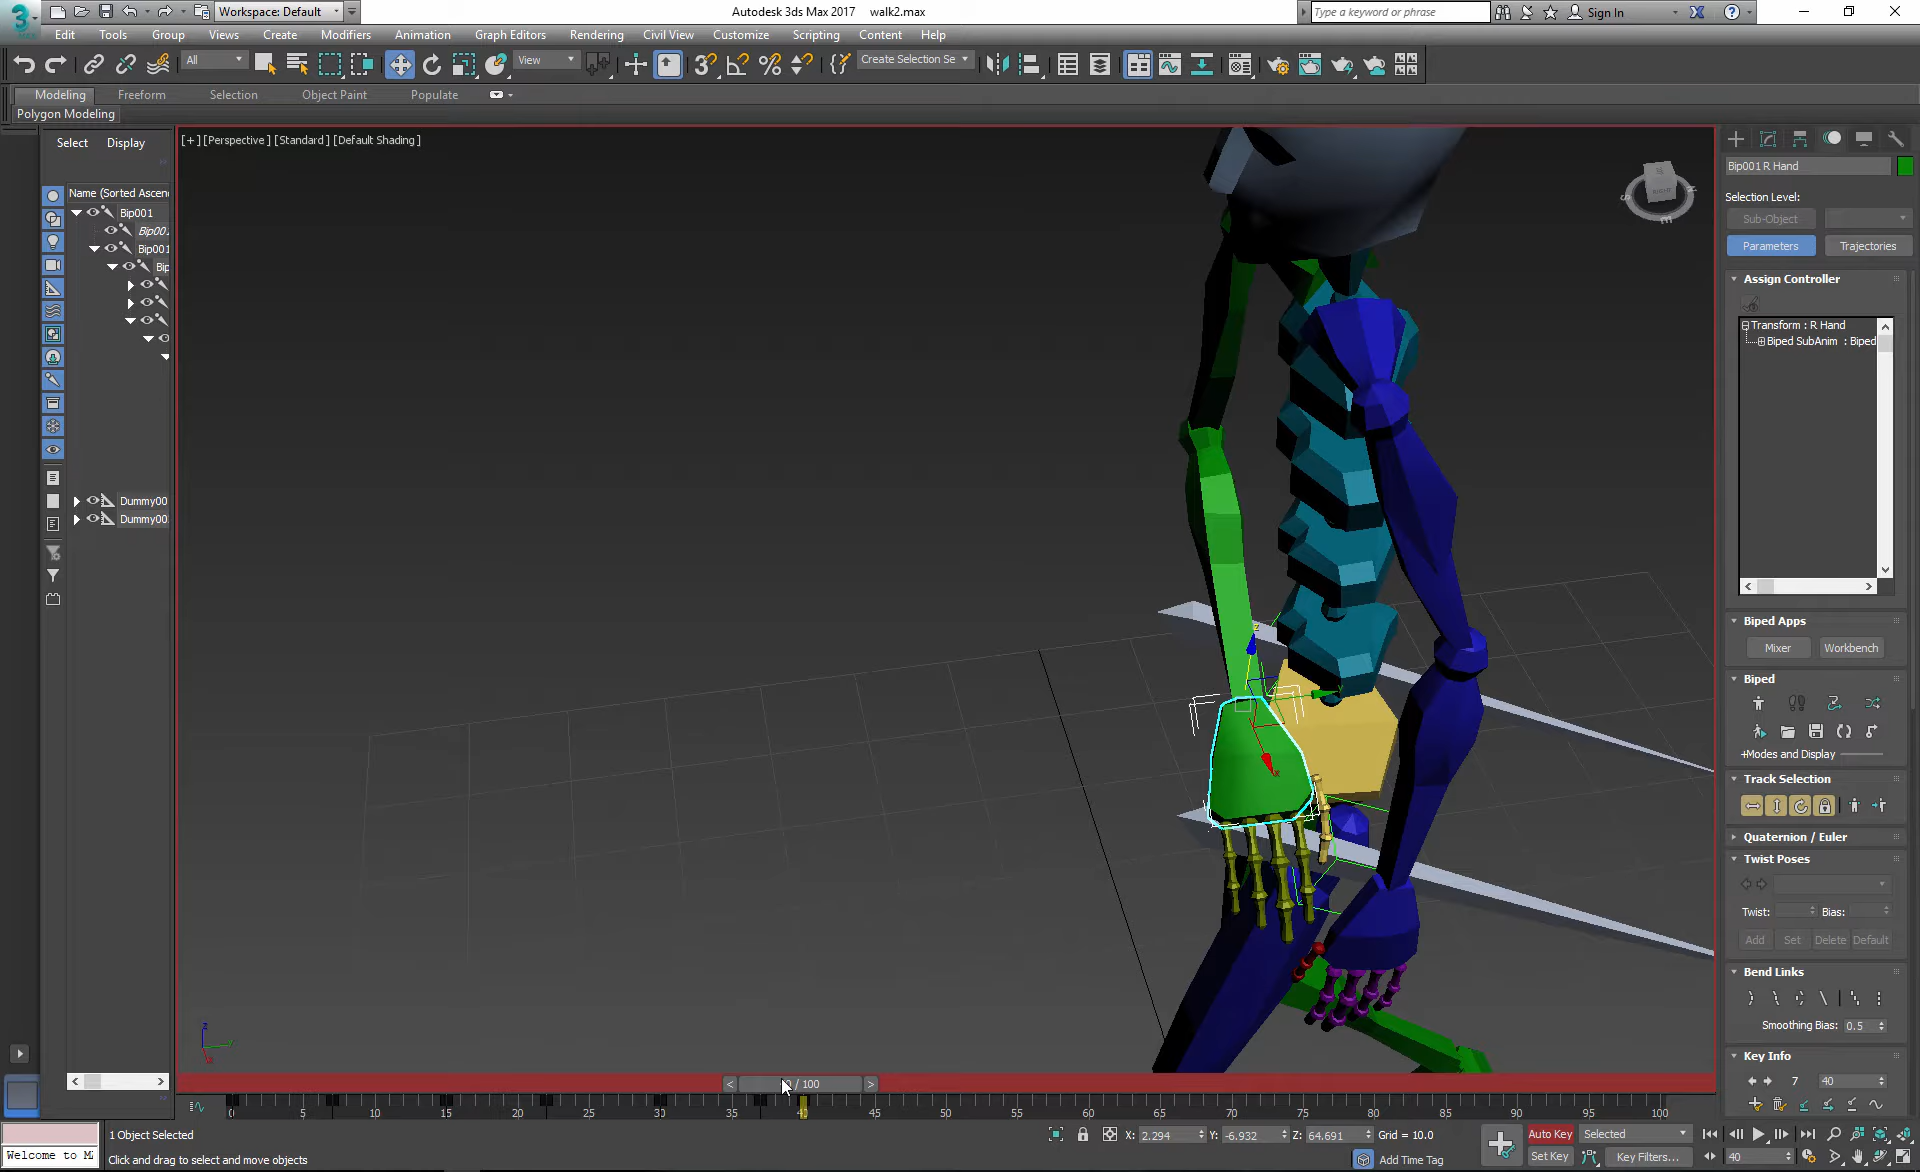 Workspace: Default
Autodesk 3ds Max 2017 walk2.max
Type a keyword or phrase
Sign In
Edit Tools Group Views Create Modifiers Animation Graph Editors Rendering Civil View Customize Scripting Content Help
All View Create Selection Se
Modeling Freeform Selection Object Paint Populate
Polygon Modeling
Select Display
[+] [Perspective ] [Standard ] [Default Shading ]
Name (Sorted Ascen
Bip001
Bip00
Bip001
Bip
Dummy00
Dummy00
Bip001 R Hand
Selection Level:
Sub-Object
Parameters Trajectories
Assign Controller
Transform : R Hand
Biped SubAnim : Biped
Biped Apps
Mixer Workbench
Biped
+Modes and Display
Track Selection
Quaternion / Euler
Twist Poses
Twist: Bias:
Add Set Delete Default
Bend Links
Smoothing Bias: 0.5
Key Info
7 40
< / 100 >
0 5 10 15 20 25 30 35 50 55 60 65 70 75 80 85 90 95 100
45
1 Object Selected
X: 2.294 Y: -6.932 Z: 64.691 Grid = 10.0
Auto Key Selected
Welcome to M
Click and drag to select and move objects
Add Time Tag
Set Key Key Filters... 40